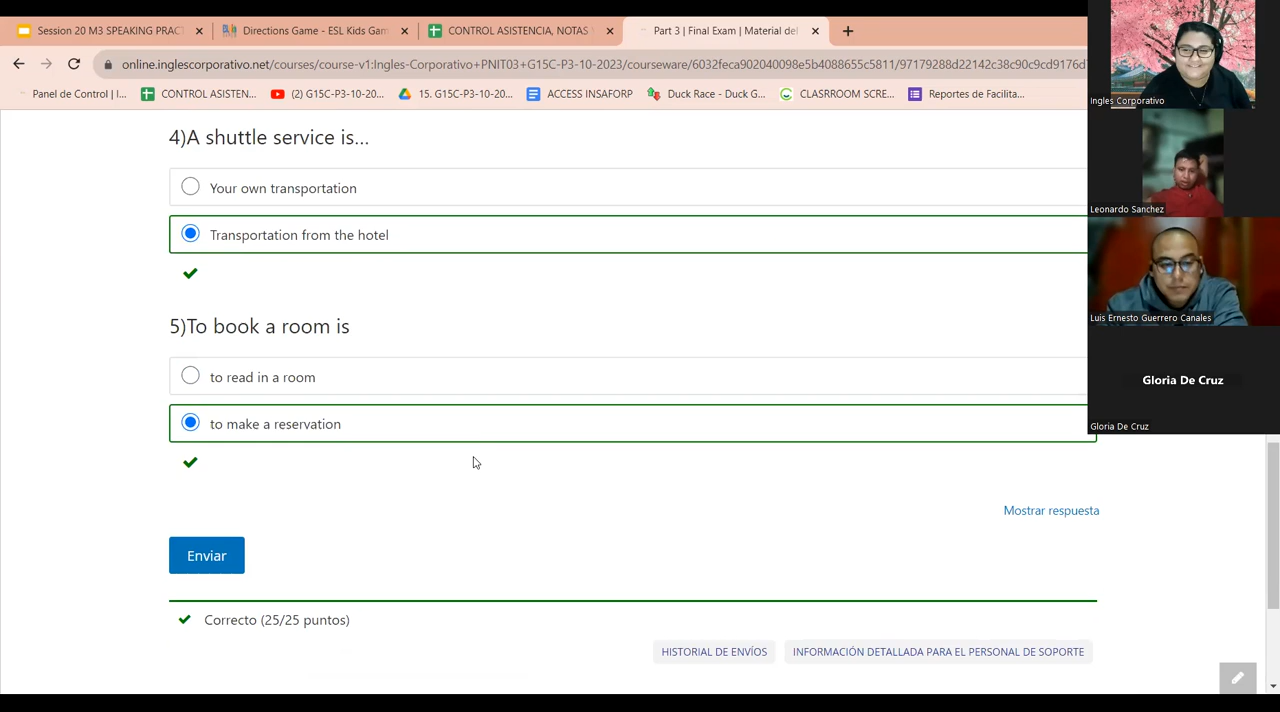 Session 20 M3 SPEAKING PRAC
Directions Game - ESL Kids Gam
CONTROL ASISTENCIA, NOTAS
Part 3 | Final Exam | Material del
online.inglescorporativo.net/courses/course-v1:Ingles-Corporativo+PNIT03+G15C-P3-10-2023/courseware/6032feca902040098e5b4088655c5811/97179288d22142c38c90c9cd9176d7
Panel de Control | I...
CONTROL ASISTEN...
(2) G15C-P3-10-20...
15. G15C-P3-10-20...
ACCESS INSAFORP
Duck Race - Duck G...
CLASRROOM SCRE...
Reportes de Facilita...
4)A shuttle service is...
Your own transportation
Transportation from the hotel
5)To book a room is
to read in a room
to make a reservation
Mostrar respuesta
Enviar
Correcto (25/25 puntos)
HISTORIAL DE ENVÍOS
INFORMACIÓN DETALLADA PARA EL PERSONAL DE SOPORTE
Ingles Corporativo
Leonardo Sanchez
Luis Ernesto Guerrero Canales
Gloria De Cruz
Gloria De Cruz